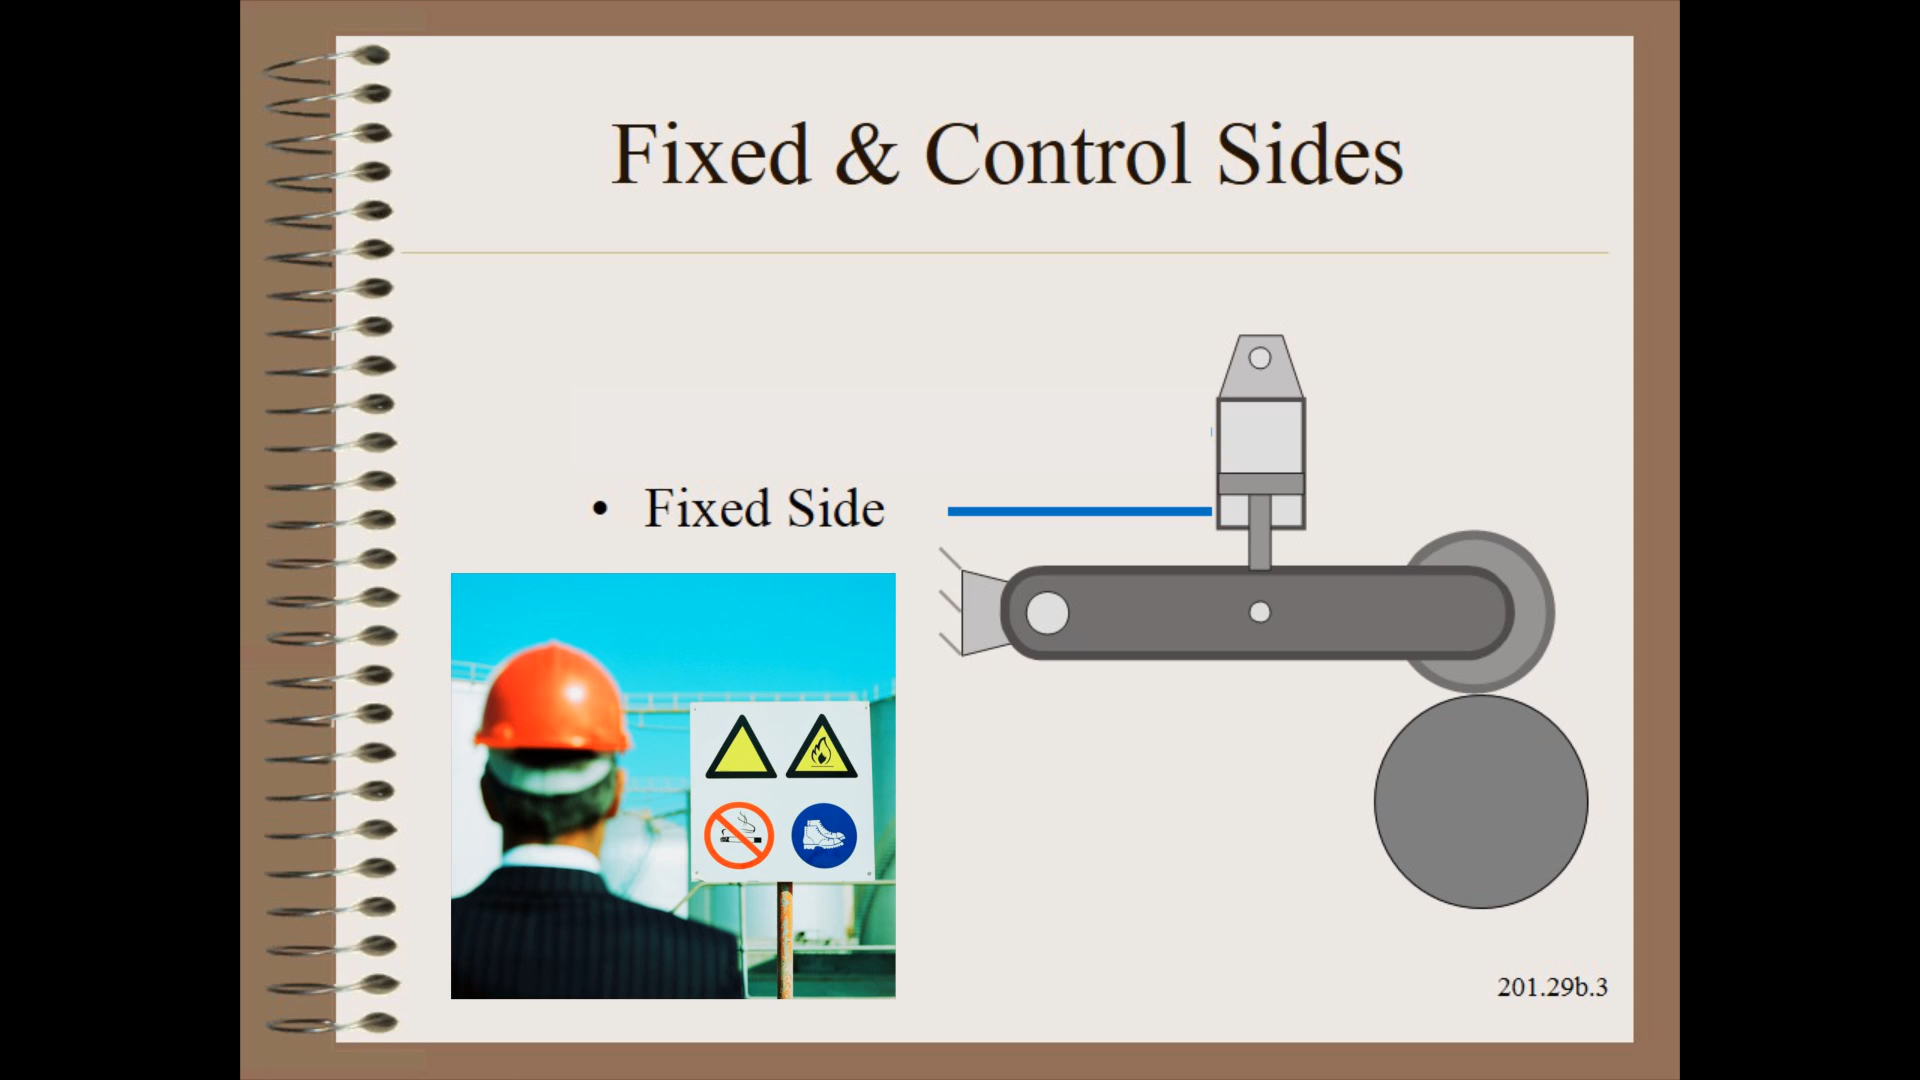 Fixed & Control Sides
• Fixed Side
201.29b.3